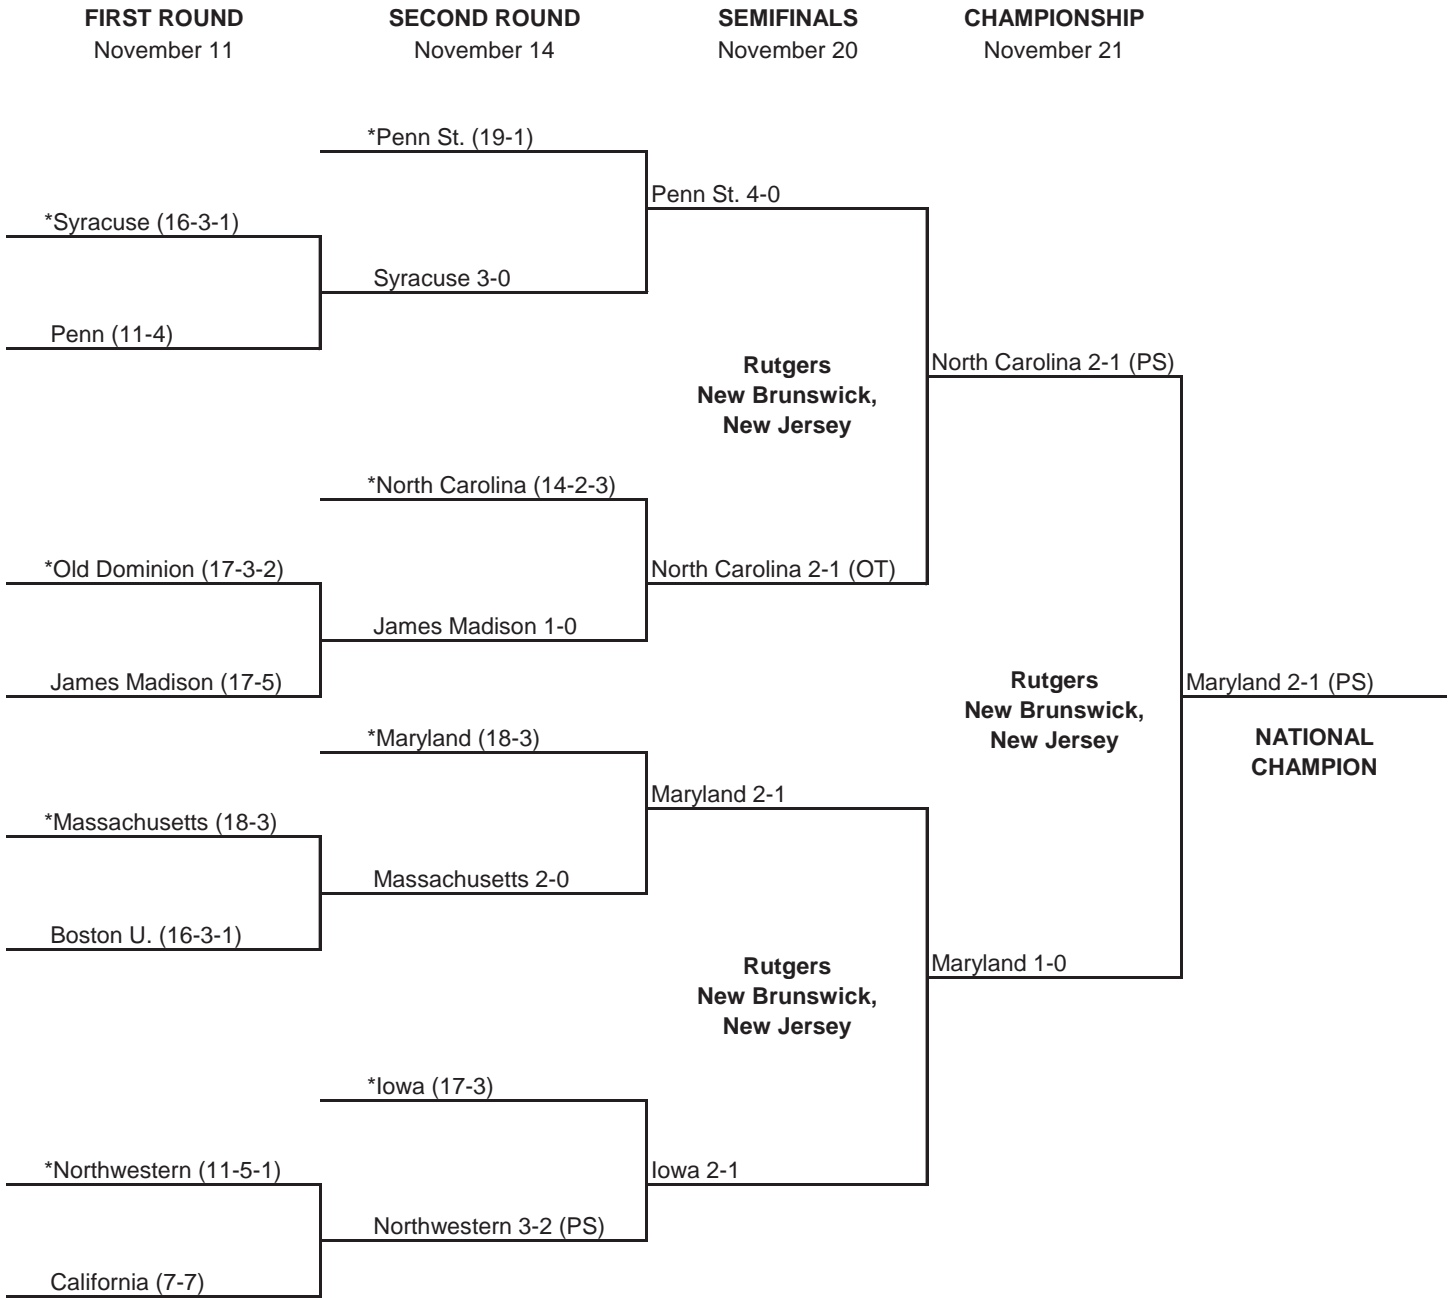 FIRST ROUND
November 11
SECOND ROUND
November 14
SEMIFINALS
November 20
CHAMPIONSHIP
November 21
*Syracuse (16-3-1)
Penn (11-4)
*Old Dominion (17-3-2)
James Madison (17-5)
*Massachusetts (18-3)
Boston U. (16-3-1)
*Northwestern (11-5-1)
California (7-7)
*Penn St. (19-1)
Syracuse 3-0
*North Carolina (14-2-3)
James Madison 1-0
*Maryland (18-3)
Massachusetts 2-0
*Iowa (17-3)
Northwestern 3-2 (PS)
Penn St. 4-0
Rutgers
New Brunswick,
New Jersey
North Carolina 2-1 (OT)
Maryland 2-1
Rutgers
New Brunswick,
New Jersey
Iowa 2-1
North Carolina 2-1 (PS)
Rutgers
New Brunswick,
New Jersey
Maryland 1-0
Maryland 2-1 (PS)
NATIONAL
CHAMPION